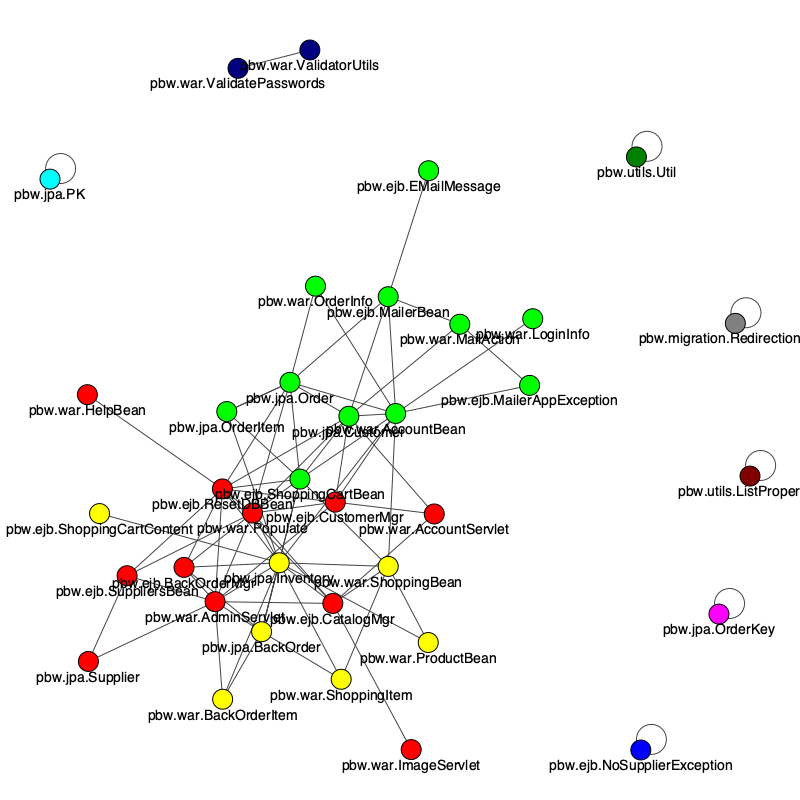 pbw.war.ValidatorUtils
pbw.war.ValidatePasswords
pbw.utils.Util
pbw.jpa.PK
pbw.ejb.EMailMessage
pbw.war.OrderInfo
pbw.ejb.MailerBean
pbw.war.MailAction
pbw.war.LoginInfo
pbw.migration.Redirection
pbw.jpa.Order
pbw.ejb.MailerAppException
pbw.war.HelpBean
pbw.jpa.OrderItem
pbw.jpa.Customer
pbw.war.AccountBean
pbw.utils.ListProper
pbw.ejb.ResetDBBean
pbw.ejb.ShoppingCartBean
pbw.ejb.CustomerMgr
pbw.ejb.ShoppingCartContent
pbw.war.Populate
pbw.war.AccountServlet
pbw.jpa.Inventory
pbw.war.ShoppingBean
pbw.ejb.BackOrderMgr
pbw.ejb.SuppliersBean
pbw.war.AdminServlet
pbw.ejb.CatalogMgr
pbw.jpa.OrderKey
pbw.jpa.BackOrder
pbw.war.ProductBean
pbw.jpa.Supplier
pbw.war.ShoppingItem
pbw.war.BackOrderItem
pbw.war.ImageServlet
pbw.ejb.NoSupplierException